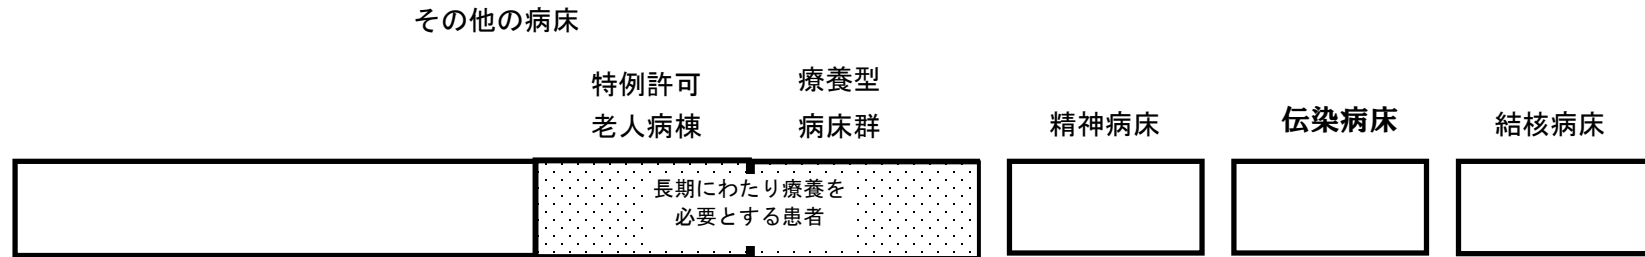 その他の病床
特例許可
老人病棟
療養型
病床群
精神病床
伝染病床
結核病床
長期にわたり療養を
必要とする患者